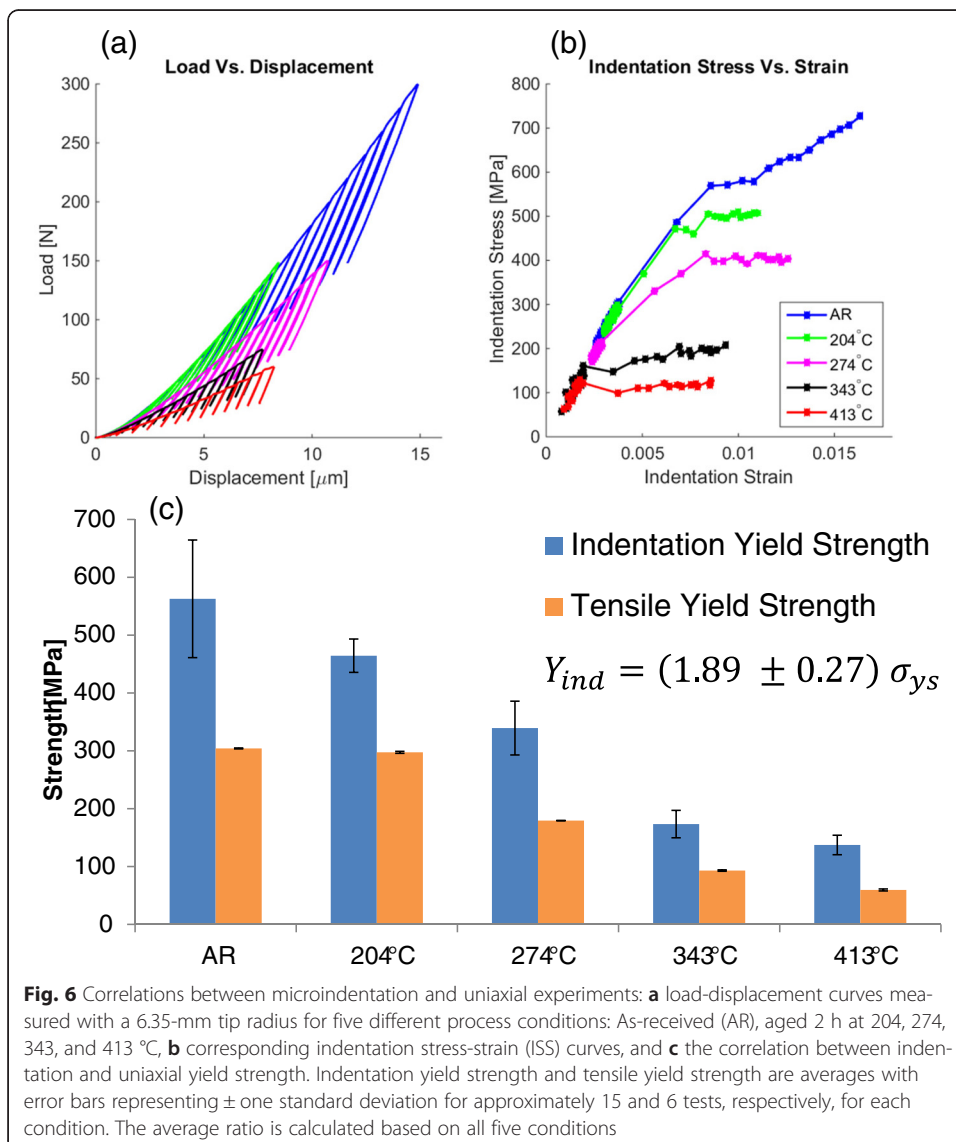 (a)
Load Vs. Displacement
300
250
200
150
100
50
0
Load [N]
0 5 10 15
Displacement [μm]
(b)
Indentation Stress Vs. Strain
800
700
600
500
400
300
200
100
0
Indentation Stress [MPa]
AR
204°C
274°C
343°C
413°C
0 0.005 0.01 0.015
Indentation Strain
(c)
700
600
500
400
300
200
100
0
Strength[MPa]
Indentation Yield Strength
Tensile Yield Strength
Y_ind = (1.89 ± 0.27) σ_ys
AR 204°C 274°C 343°C 413°C
Fig. 6 Correlations between microindentation and uniaxial experiments: a load-displacement curves mea-
sured with a 6.35-mm tip radius for five different process conditions: As-received (AR), aged 2 h at 204, 274,
343, and 413 °C, b corresponding indentation stress-strain (ISS) curves, and c the correlation between inden-
tation and uniaxial yield strength. Indentation yield strength and tensile yield strength are averages with
error bars representing ± one standard deviation for approximately 15 and 6 tests, respectively, for each
condition. The average ratio is calculated based on all five conditions